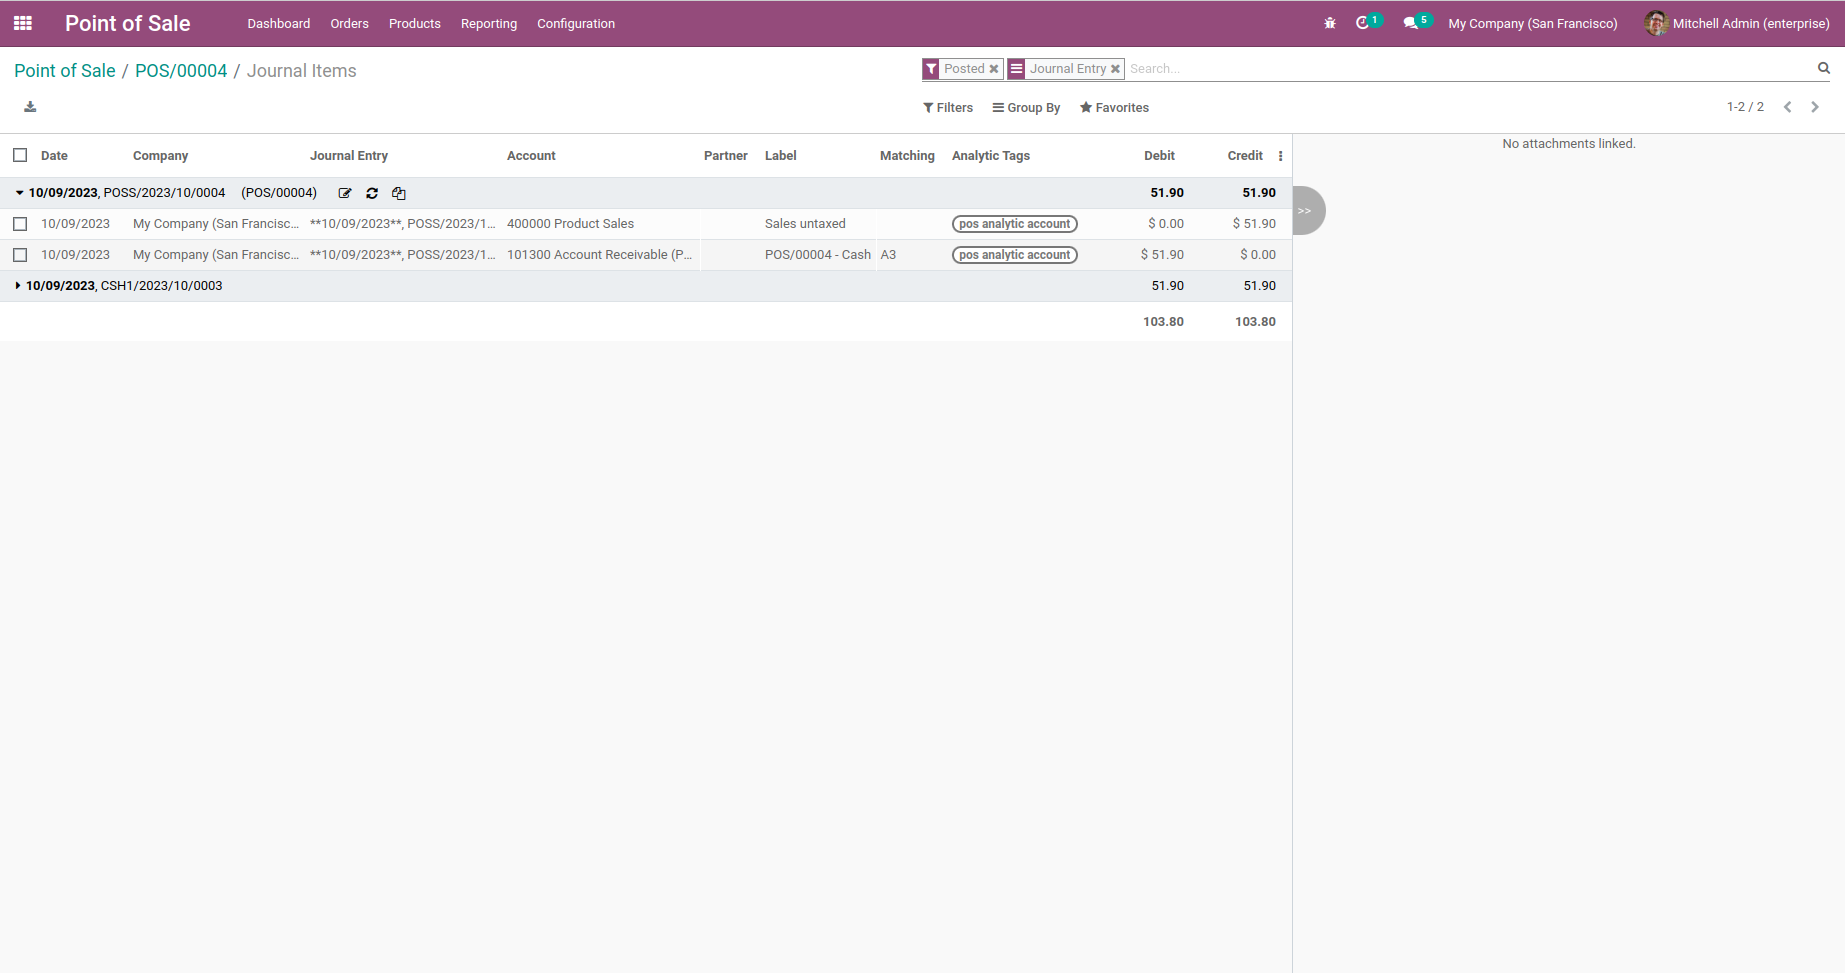 Point of Sale Dashboard Orders Products Reporting Configuration 1 5 My Company (San Francisco) Mitchell Admin (enterprise)
Point of Sale / POS/00004 / Journal Items
Posted Journal Entry Search...
Filters Group By Favorites 1-2 / 2
No attachments linked.
Date Company Journal Entry Account Partner Label Matching Analytic Tags Debit Credit
10/09/2023, POSS/2023/10/0004 (POS/00004) 51.90 51.90
>>
10/09/2023 My Company (San Francisc... **10/09/2023**, POSS/2023/1... 400000 Product Sales Sales untaxed pos analytic account $ 0.00 $ 51.90
10/09/2023 My Company (San Francisc... **10/09/2023**, POSS/2023/1... 101300 Account Receivable (P... POS/00004 - Cash A3 pos analytic account $ 51.90 $ 0.00
10/09/2023, CSH1/2023/10/0003 51.90 51.90
103.80 103.80